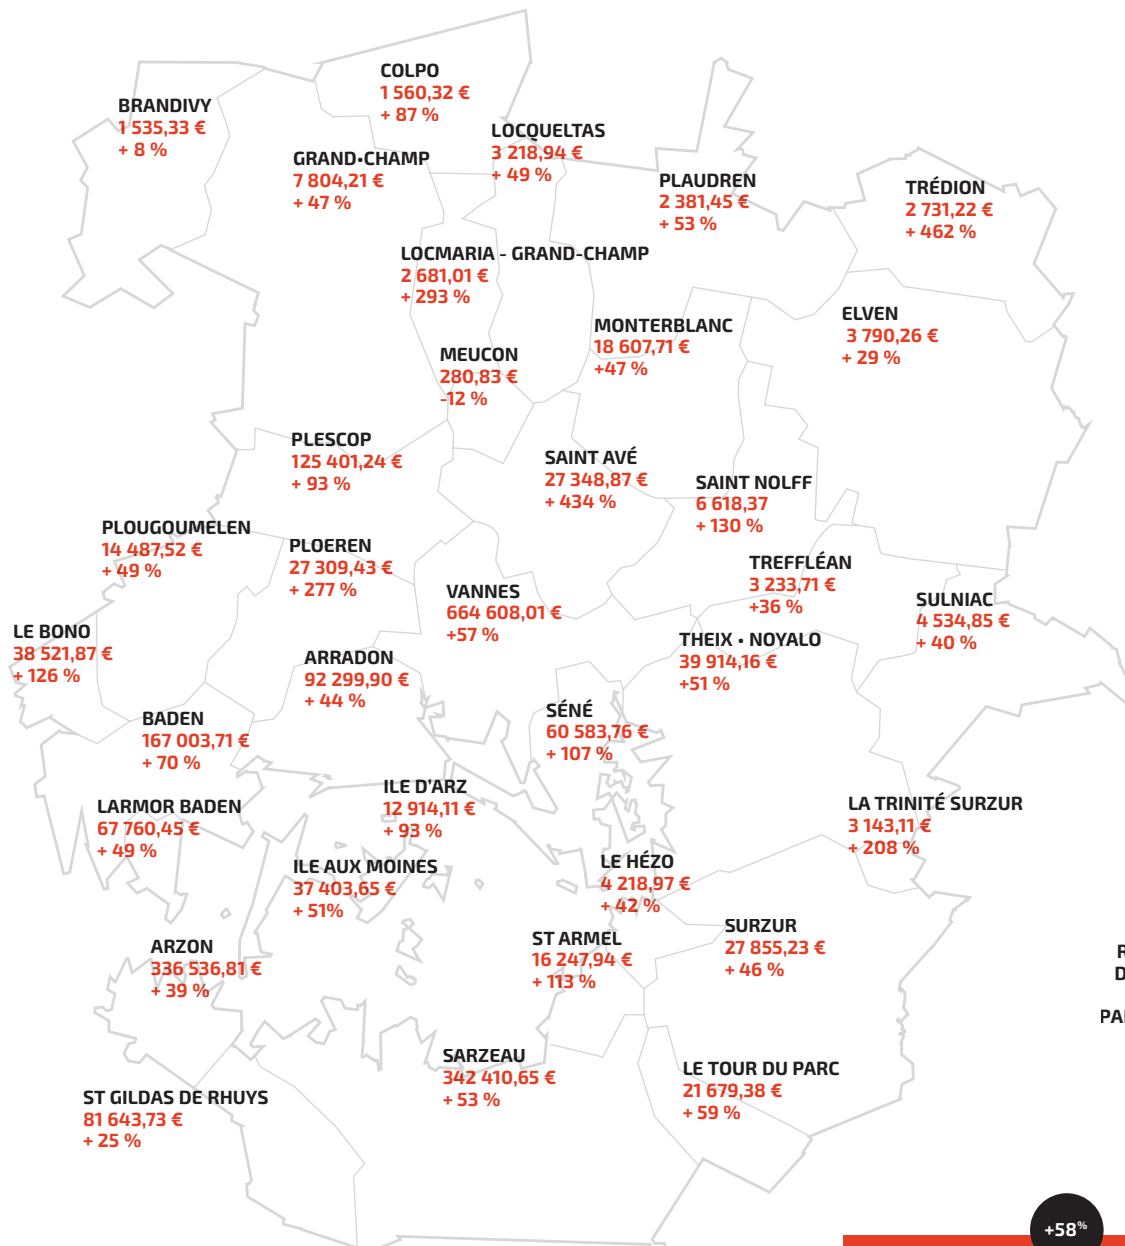 COLPO
1 560,32 €
+ 87 %
BRANDIVY
1 535,33 €
+ 8 %
LOCQUELTAS
3 218,94 €
+ 49 %
GRAND•CHAMP
7 804,21 €
+ 47 %
PLAUDREN
2 381,45 €
+ 53 %
TRÉDION
2 731,22 €
+ 462 %
LOCMARIA - GRAND-CHAMP
2 681,01 €
+ 293 %
ELVEN
3 790,26 €
+ 29 %
MONTERBLANC
18 607,71 €
+47 %
MEUCON
280,83 €
-12 %
PLESCOP
125 401,24 €
+ 93 %
SAINT AVÉ
27 348,87 €
+ 434 %
SAINT NOLFF
6 618,37
+ 130 %
PLOUGOUMELEN
14 487,52 €
+ 49 %
PLOEREN
27 309,43 €
+ 277 %
TREFFLÉAN
3 233,71 €
+36 %
VANNES
664 608,01 €
+57 %
SULNIAC
4 534,85 €
+ 40 %
LE BONO
38 521,87 €
+ 126 %
THEIX • NOYALO
39 914,16 €
+51 %
ARRADON
92 299,90 €
+ 44 %
SÉNÉ
60 583,76 €
+ 107 %
BADEN
167 003,71 €
+ 70 %
ILE D'ARZ
12 914,11 €
+ 93 %
LARMOR BADEN
67 760,45 €
+ 49 %
LA TRINITÉ SURZUR
3 143,11 €
+ 208 %
ILE AUX MOINES
37 403,65 €
+ 51%
LE HÉZO
4 218,97 €
+ 42 %
SURZUR
27 855,23 €
+ 46 %
ST ARMEL
16 247,94 €
+ 113 %
ARZON
336 536,81 €
+ 39 %
R
D
PA
SARZEAU
342 410,65 €
+ 53 %
LE TOUR DU PARC
21 679,38 €
+ 59 %
ST GILDAS DE RHUYS
81 643,73 €
+ 25 %
+58%